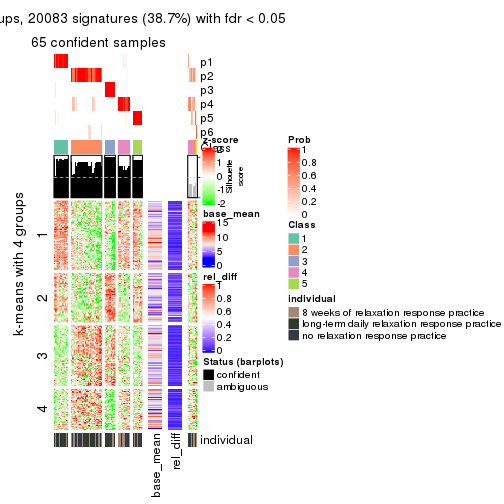 ups, 20083 signatures (38.7%) with fdr < 0.05
65 confident samples
p1
p2
p3
p4
p5
p6
Class
Silhouette
score
k-means with 4 groups
1
2
3
4
base_mean
rel_diff
individual
z-score
2
0
-1
-2
base_mean
15
10
5
0
rel_diff
1
0.8
0.6
0.4
0.2
0
Status (barplots)
confident
ambiguous
Prob
1
0.8
0.6
0.4
0.2
0
Class
1
2
3
4
5
individual
8 weeks of relaxation response practice
long-term daily relaxation response practice
no relaxation response practice